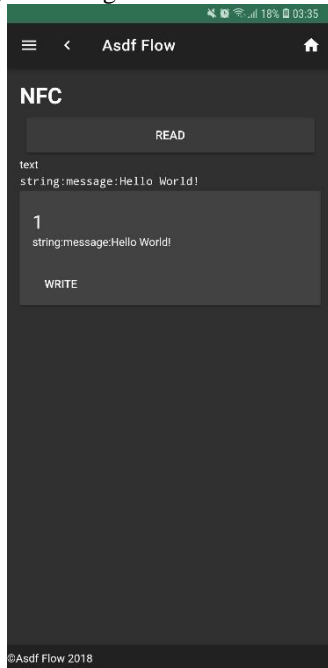 18% 03:35
Asdf Flow
NFC
READ
text
string:message:Hello World!
1
string:message:Hello World!
WRITE
©Asdf Flow 2018